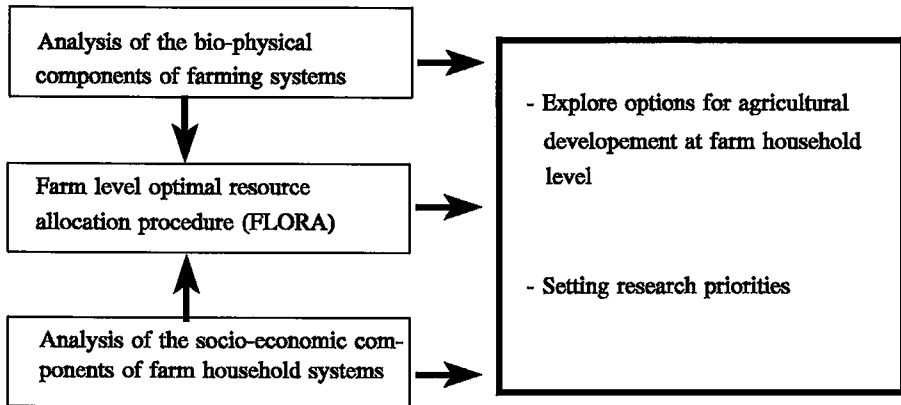 Analysis of the bio-physical
components of farming systems
Farm level optimal resource
allocation procedure (FLORA)
Analysis of the socio-economic com-
ponents of farm household systems
- Explore options for agricultural
developement at farm household
level
- Setting research priorities